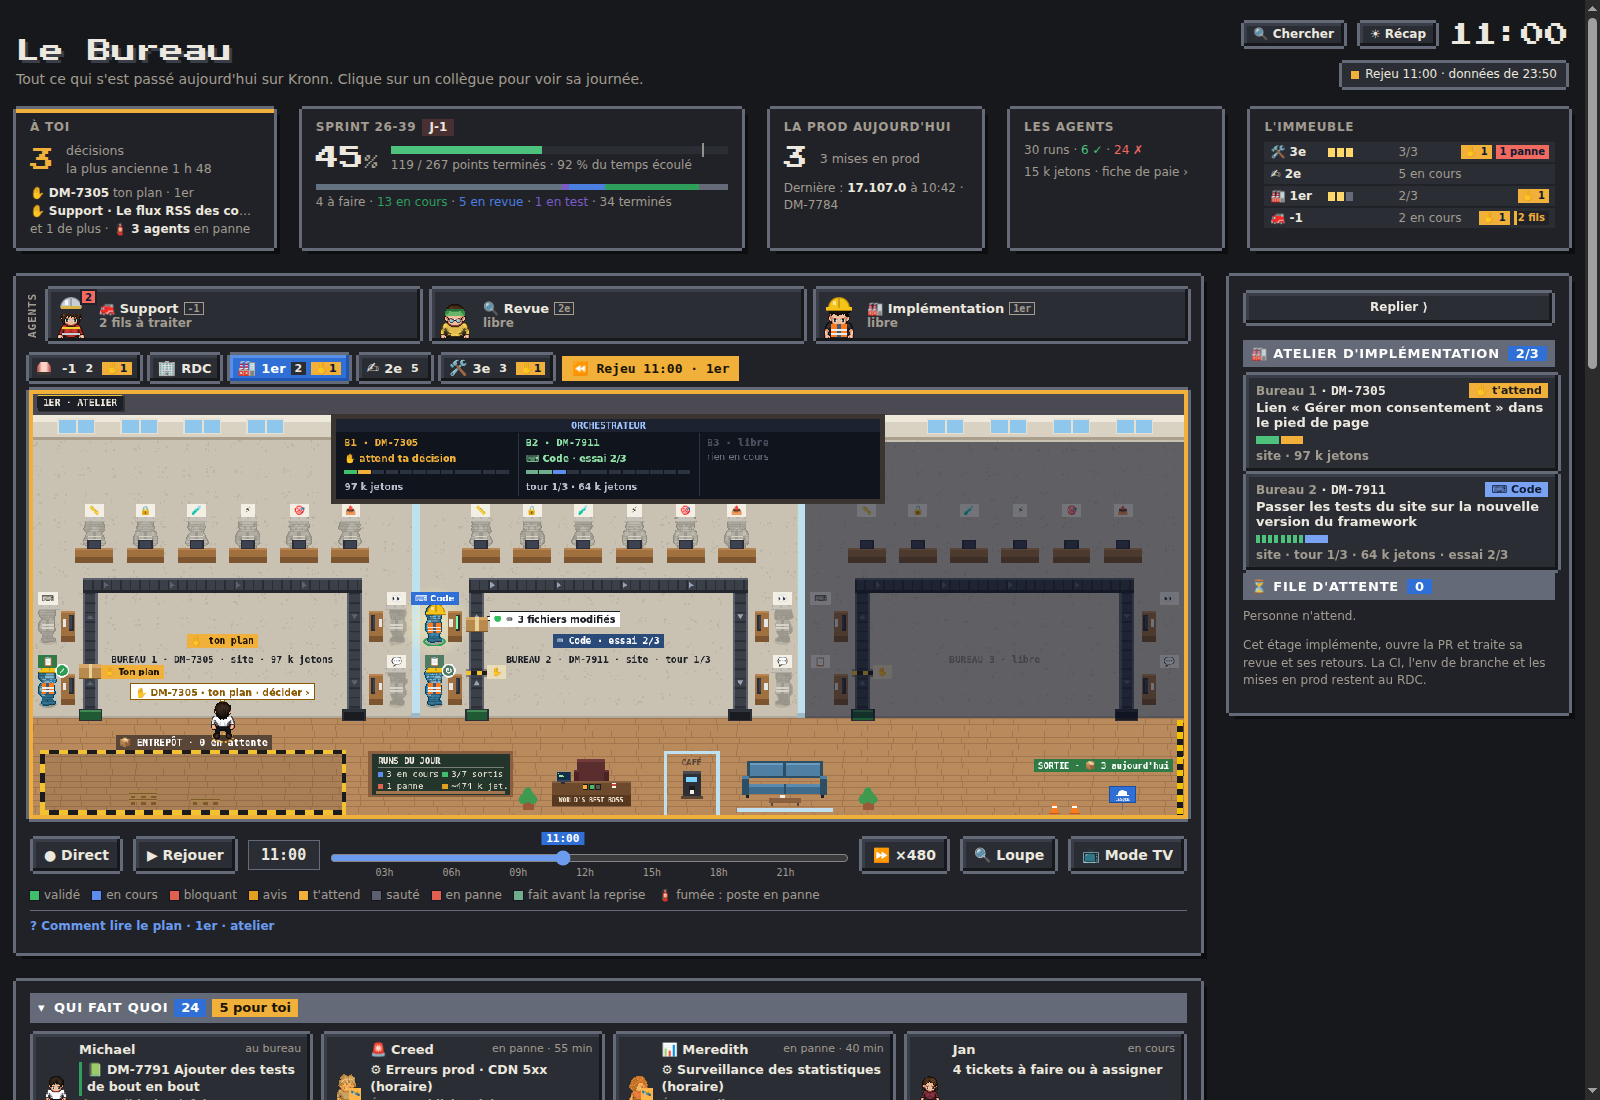 Le Bureau
Tout ce qui s'est passé aujourd'hui sur Kronn. Clique sur un collègue pour voir sa journée.
🔍 Chercher
☀ Récap
11:00
Rejeu 11:00 · données de 23:50
À TOI
3
décisions
la plus ancienne 1 h 48
✋ DM-7305 ton plan · 1er
✋ Support · Le flux RSS des co...
et 1 de plus · 3 agents en panne
SPRINT 26-39 J-1
45%
119 / 267 points terminés · 92 % du temps écoulé
4 à faire · 13 en cours · 5 en revue · 1 en test · 34 terminés
LA PROD AUJOURD'HUI
3 3 mises en prod
Dernière : 17.107.0 à 10:42 ·
DM-7784
LES AGENTS
30 runs · 6 ✓ · 24 ✗
15 k jetons · fiche de paie ›
L'IMMEUBLE
3e 3/3 1 1 panne
2e 5 en cours
1er 2/3 1
-1 2 en cours 1 2 fils
AGENTS
2
Support -1
2 fils à traiter
Revue 2e
libre
Implémentation 1er
libre
-1 2 1
RDC
1er 2 1
2e 5
3e 3 1
⏪ Rejeu 11:00 · 1er
1ER · ATELIER
ORCHESTRATEUR
B1 · DM-7305
✋ attend ta décision
97 k jetons
B2 · DM-7911
Code · essai 2/3
tour 1/3 · 64 k jetons
B3 · libre
rien en cours
Code
3 fichiers modifiés
ton plan
Code · essai 2/3
BUREAU 1 · DM-7305 · site · 97 k jetons
BUREAU 2 · DM-7911 · site · tour 1/3
BUREAU 3 · libre
Ton plan
✋ DM-7305 · ton plan · décider ›
ENTREPÔT · 0 en attente
RUNS DU JOUR
3 en cours 3/7 sortis
1 panne ~474 k jet.
WORLD'S BEST BOSS
CAFÉ
SORTIE · 3 aujourd'hui
● Direct
▶ Rejouer
11:00
11:00
03h 06h 09h 12h 15h 18h 21h
⏩ ×480
🔍 Loupe
📺 Mode TV
validé en cours bloquant avis t'attend sauté en panne fait avant la reprise fumée : poste en panne
? Comment lire le plan · 1er · atelier
Replier ⟩
ATELIER D'IMPLÉMENTATION 2/3
Bureau 1 · DM-7305 t'attend
Lien « Gérer mon consentement » dans
le pied de page
site · 97 k jetons
Bureau 2 · DM-7911 Code
Passer les tests du site sur la nouvelle
version du framework
site · tour 1/3 · 64 k jetons · essai 2/3
⏳ FILE D'ATTENTE 0
Personne n'attend.
Cet étage implémente, ouvre la PR et traite sa
revue et ses retours. La CI, l'env de branche et les
mises en prod restent au RDC.
▾ QUI FAIT QUOI 24 5 pour toi
Michael au bureau
DM-7791 Ajouter des tests
de bout en bout
Creed en panne · 55 min
⚙ Erreurs prod · CDN 5xx
(horaire)
Meredith en panne · 40 min
⚙ Surveillance des statistiques
(horaire)
Jan en cours
4 tickets à faire ou à assigner